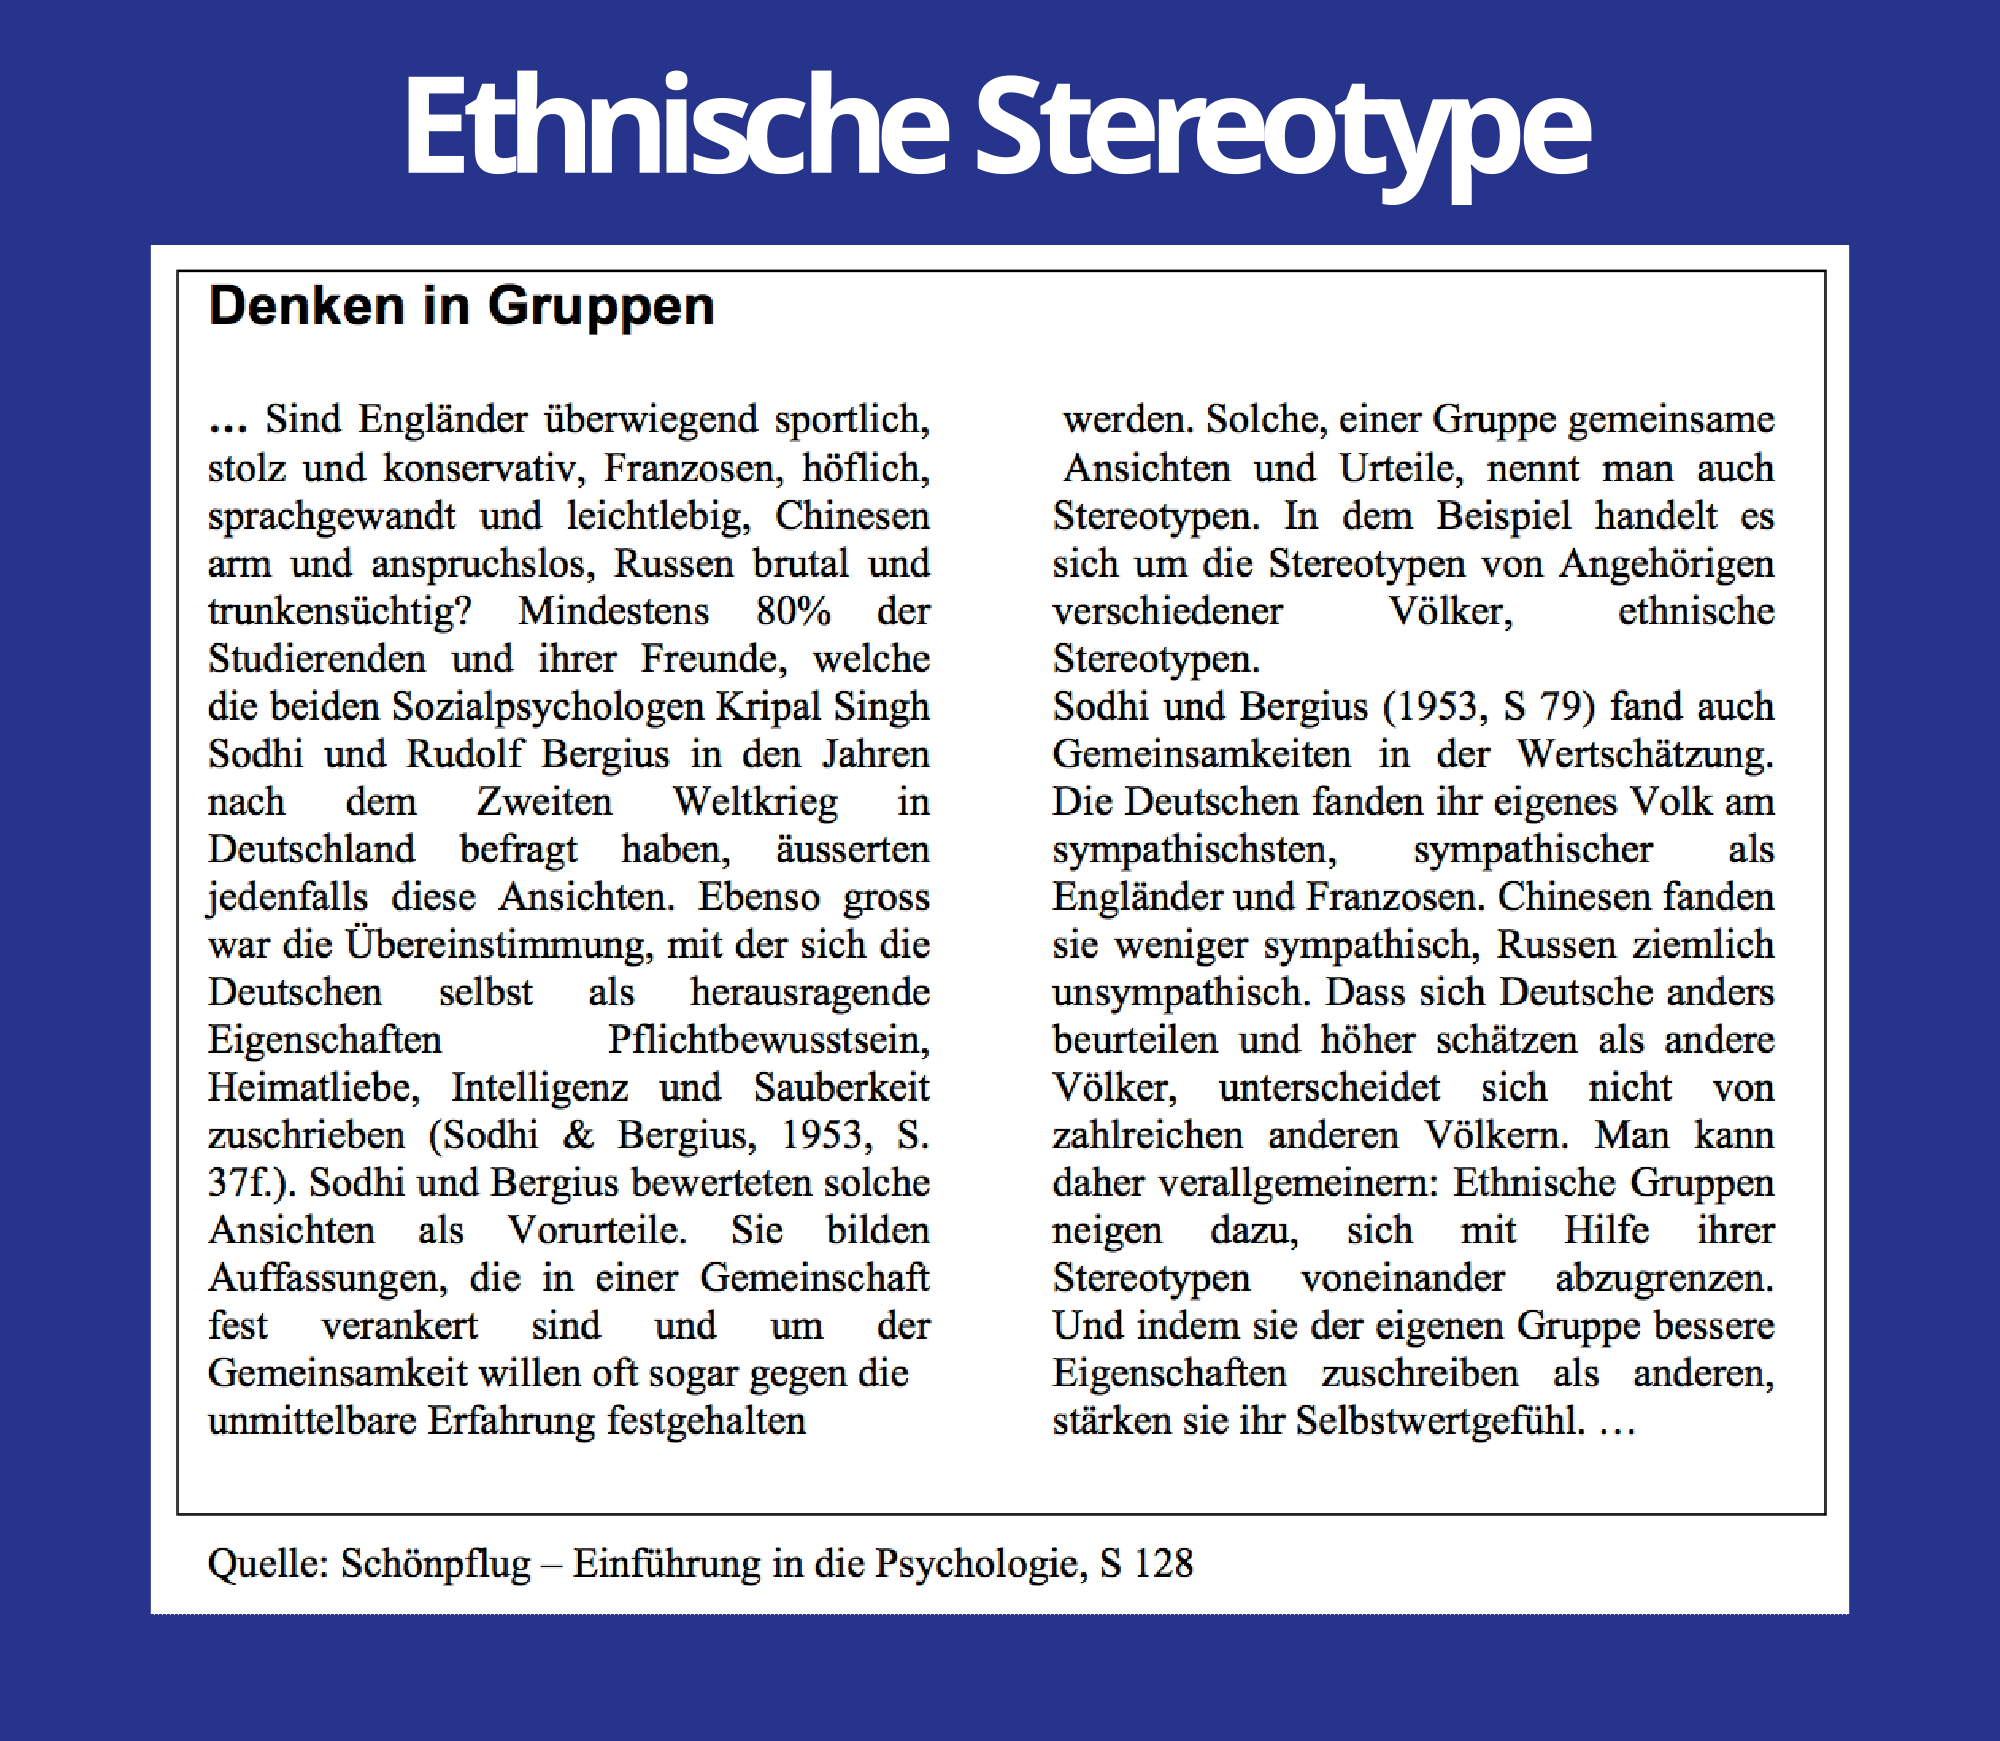 Ethnische Stereotype
Denken in Gruppen
... Sind Engländer überwiegend sportlich,
stolz und konservativ, Franzosen, höflich,
sprachgewandt und leichtlebig, Chinesen
arm und anspruchslos, Russen brutal und
trunkensüchtig? Mindestens 80% der
Studierenden und ihrer Freunde, welche
die beiden Sozialpsychologen Kripal Singh
Sodhi und Rudolf Bergius in den Jahren
nach dem Zweiten Weltkrieg in
Deutschland befragt haben, äusserten
jedenfalls diese Ansichten. Ebenso gross
war die Übereinstimmung, mit der sich die
Deutschen selbst als herausragende
Eigenschaften Pflichtbewusstsein,
Heimatliebe, Intelligenz und Sauberkeit
zuschrieben (Sodhi & Bergius, 1953, S.
37f.). Sodhi und Bergius bewerteten solche
Ansichten als Vorurteile. Sie bilden
Auffassungen, die in einer Gemeinschaft
fest verankert sind und um der
Gemeinsamkeit willen oft sogar gegen die
unmittelbare Erfahrung festgehalten
werden. Solche, einer Gruppe gemeinsame
Ansichten und Urteile, nennt man auch
Stereotypen. In dem Beispiel handelt es
sich um die Stereotypen von Angehörigen
verschiedener Völker, ethnische
Stereotypen.
Sodhi und Bergius (1953, S 79) fand auch
Gemeinsamkeiten in der Wertschätzung.
Die Deutschen fanden ihr eigenes Volk am
sympathischsten, sympathischer als
Engländer und Franzosen. Chinesen fanden
sie weniger sympathisch, Russen ziemlich
unsympathisch. Dass sich Deutsche anders
beurteilen und höher schätzen als andere
Völker, unterscheidet sich nicht von
zahlreichen anderen Völkern. Man kann
daher verallgemeinern: Ethnische Gruppen
neigen dazu, sich mit Hilfe ihrer
Stereotypen voneinander abzugrenzen.
Und indem sie der eigenen Gruppe bessere
Eigenschaften zuschreiben als anderen,
stärken sie ihr Selbstwertgefühl. …
Quelle: Schönpflug – Einführung in die Psychologie, S 128